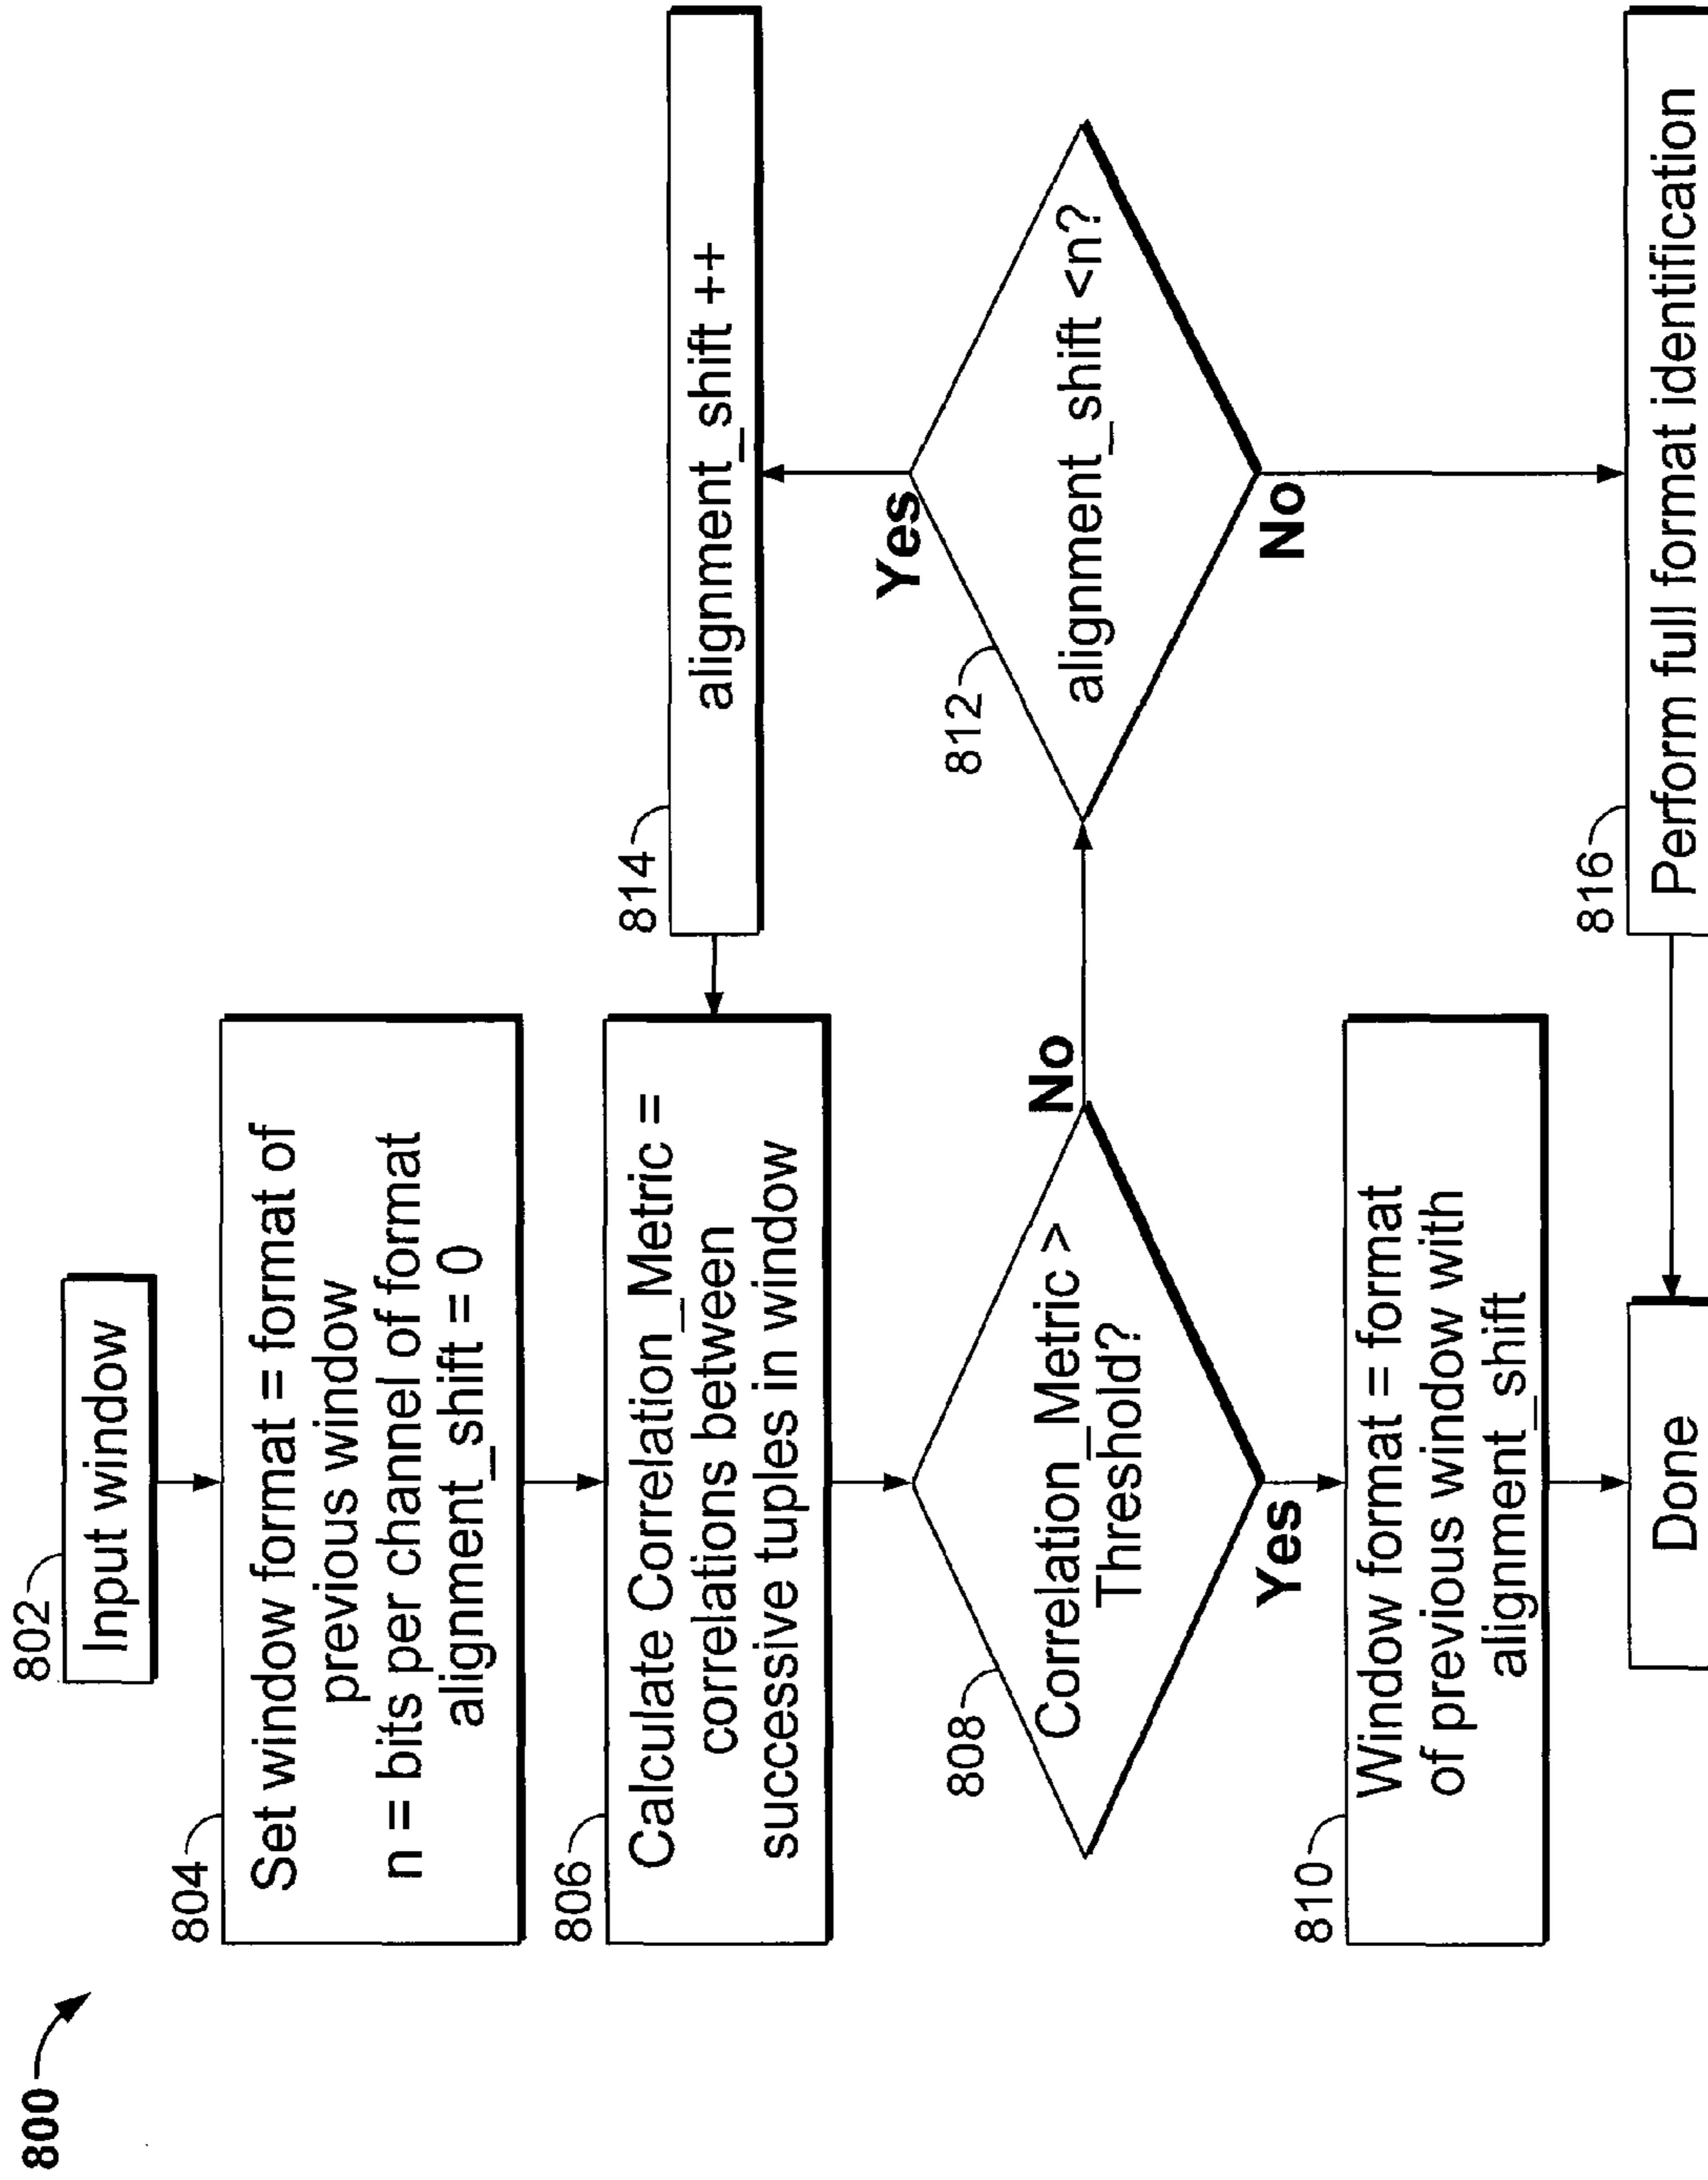 800
802
Input window
804
Set window format = format of
previous window
n = bits per channel of format
alignment_shift = 0
806
Calculate Correlation_Metric =
correlations between
successive tuples in window
814
alignment_shift ++
808
Correlation_Metric >
Threshold?
No
Yes
812
alignment_shift <n?
Yes
No
810
Window format = format
of previous window with
alignment_shift
816
Perform full format identification
Done